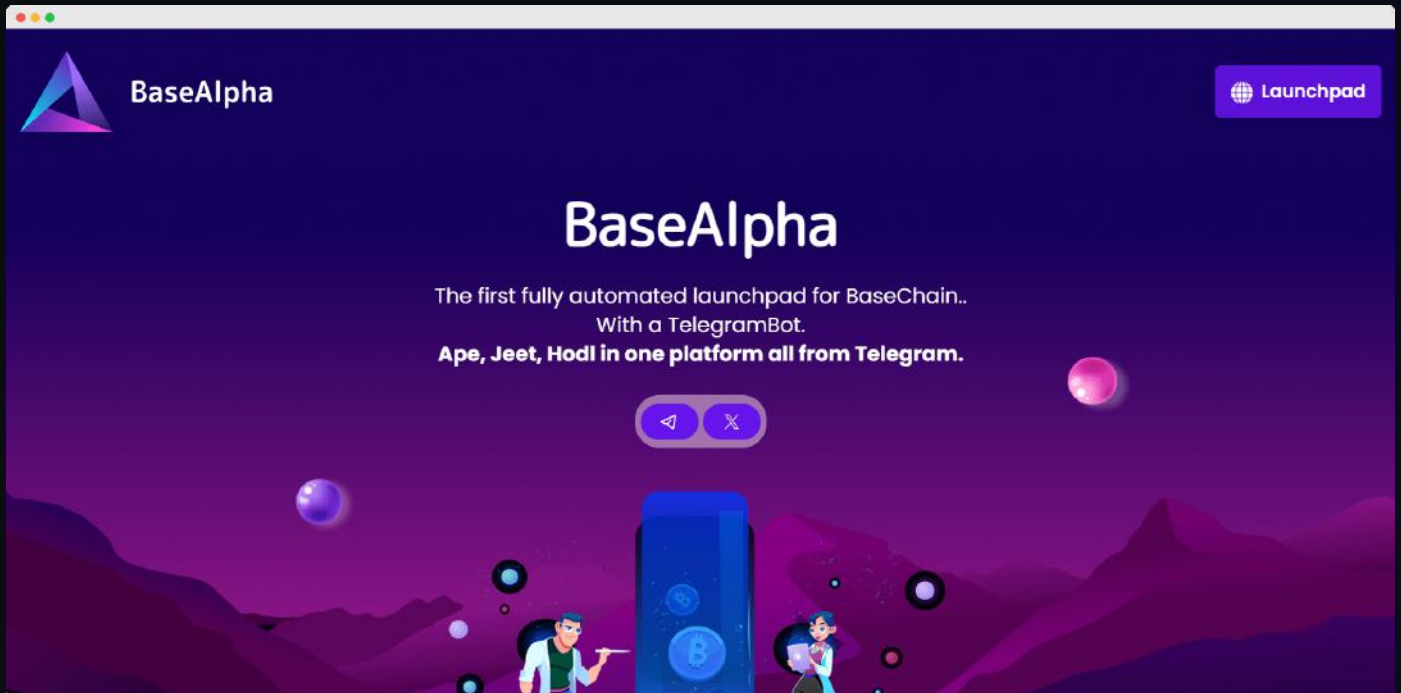 BaseAlpha
Launchpad
BaseAlpha
The first fully automated launchpad for BaseChain..
With a TelegramBot.
Ape, Jeet, Hodl in one platform all from Telegram.